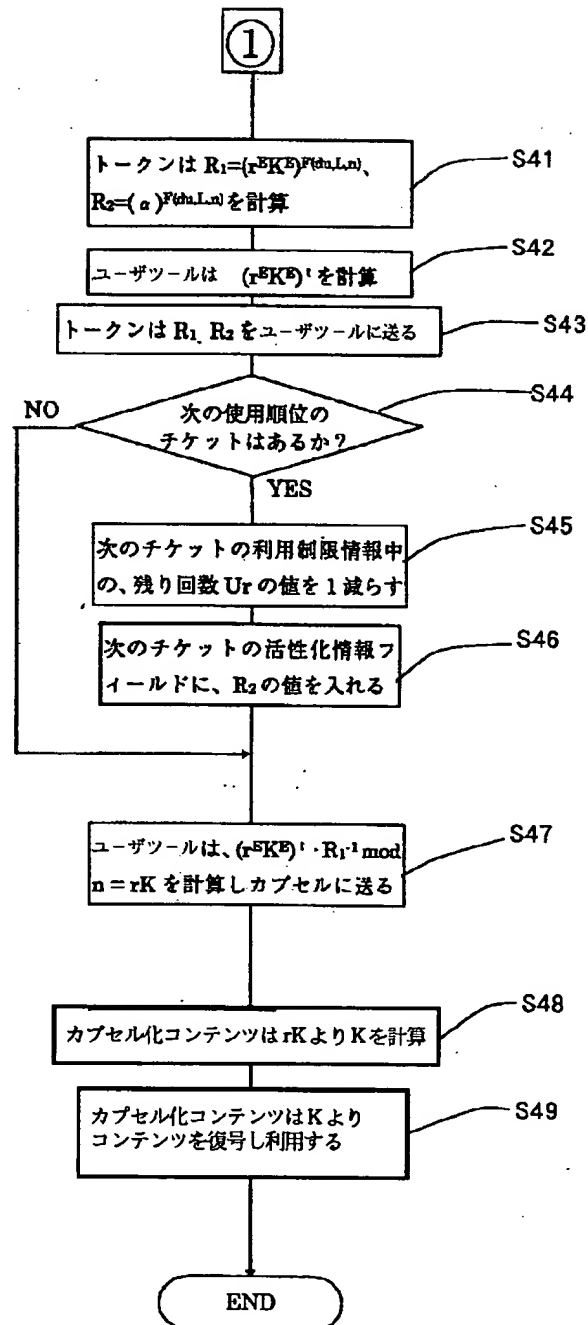 ①
トークンは R₁=(rᴱKᴱ)^F(du,L,n)、
R₂=(α)^F(du,L,n)を計算
S41
ユーザツールは (rᴱKᴱ)ᵗ を計算
S42
トークンは R₁、R₂ をユーザツールに送る
S43
次の使用順位の
チケットはあるか?
S44
NO
YES
次のチケットの利用制限情報中
の、残り回数 Ur の値を 1 減らす
S45
次のチケットの活性化情報フ
ィールドに、R₂の値を入れる
S46
ユーザツールは、(rᴱKᴱ)ᵗ・R₁⁻¹ mod
n = rK を計算しカプセルに送る
S47
カプセル化コンテンツは rK より K を計算
S48
カプセル化コンテンツは K より
コンテンツを復号し利用する
S49
END